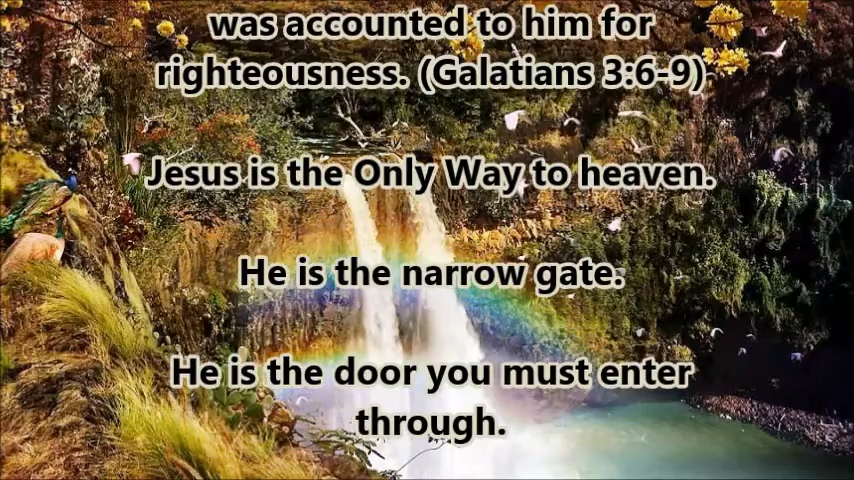 was accounted to him for
righteousness. (Galatians 3:6-9)
Jesus is the Only Way to heaven.
He is the narrow gate.
He is the door you must enter
through.